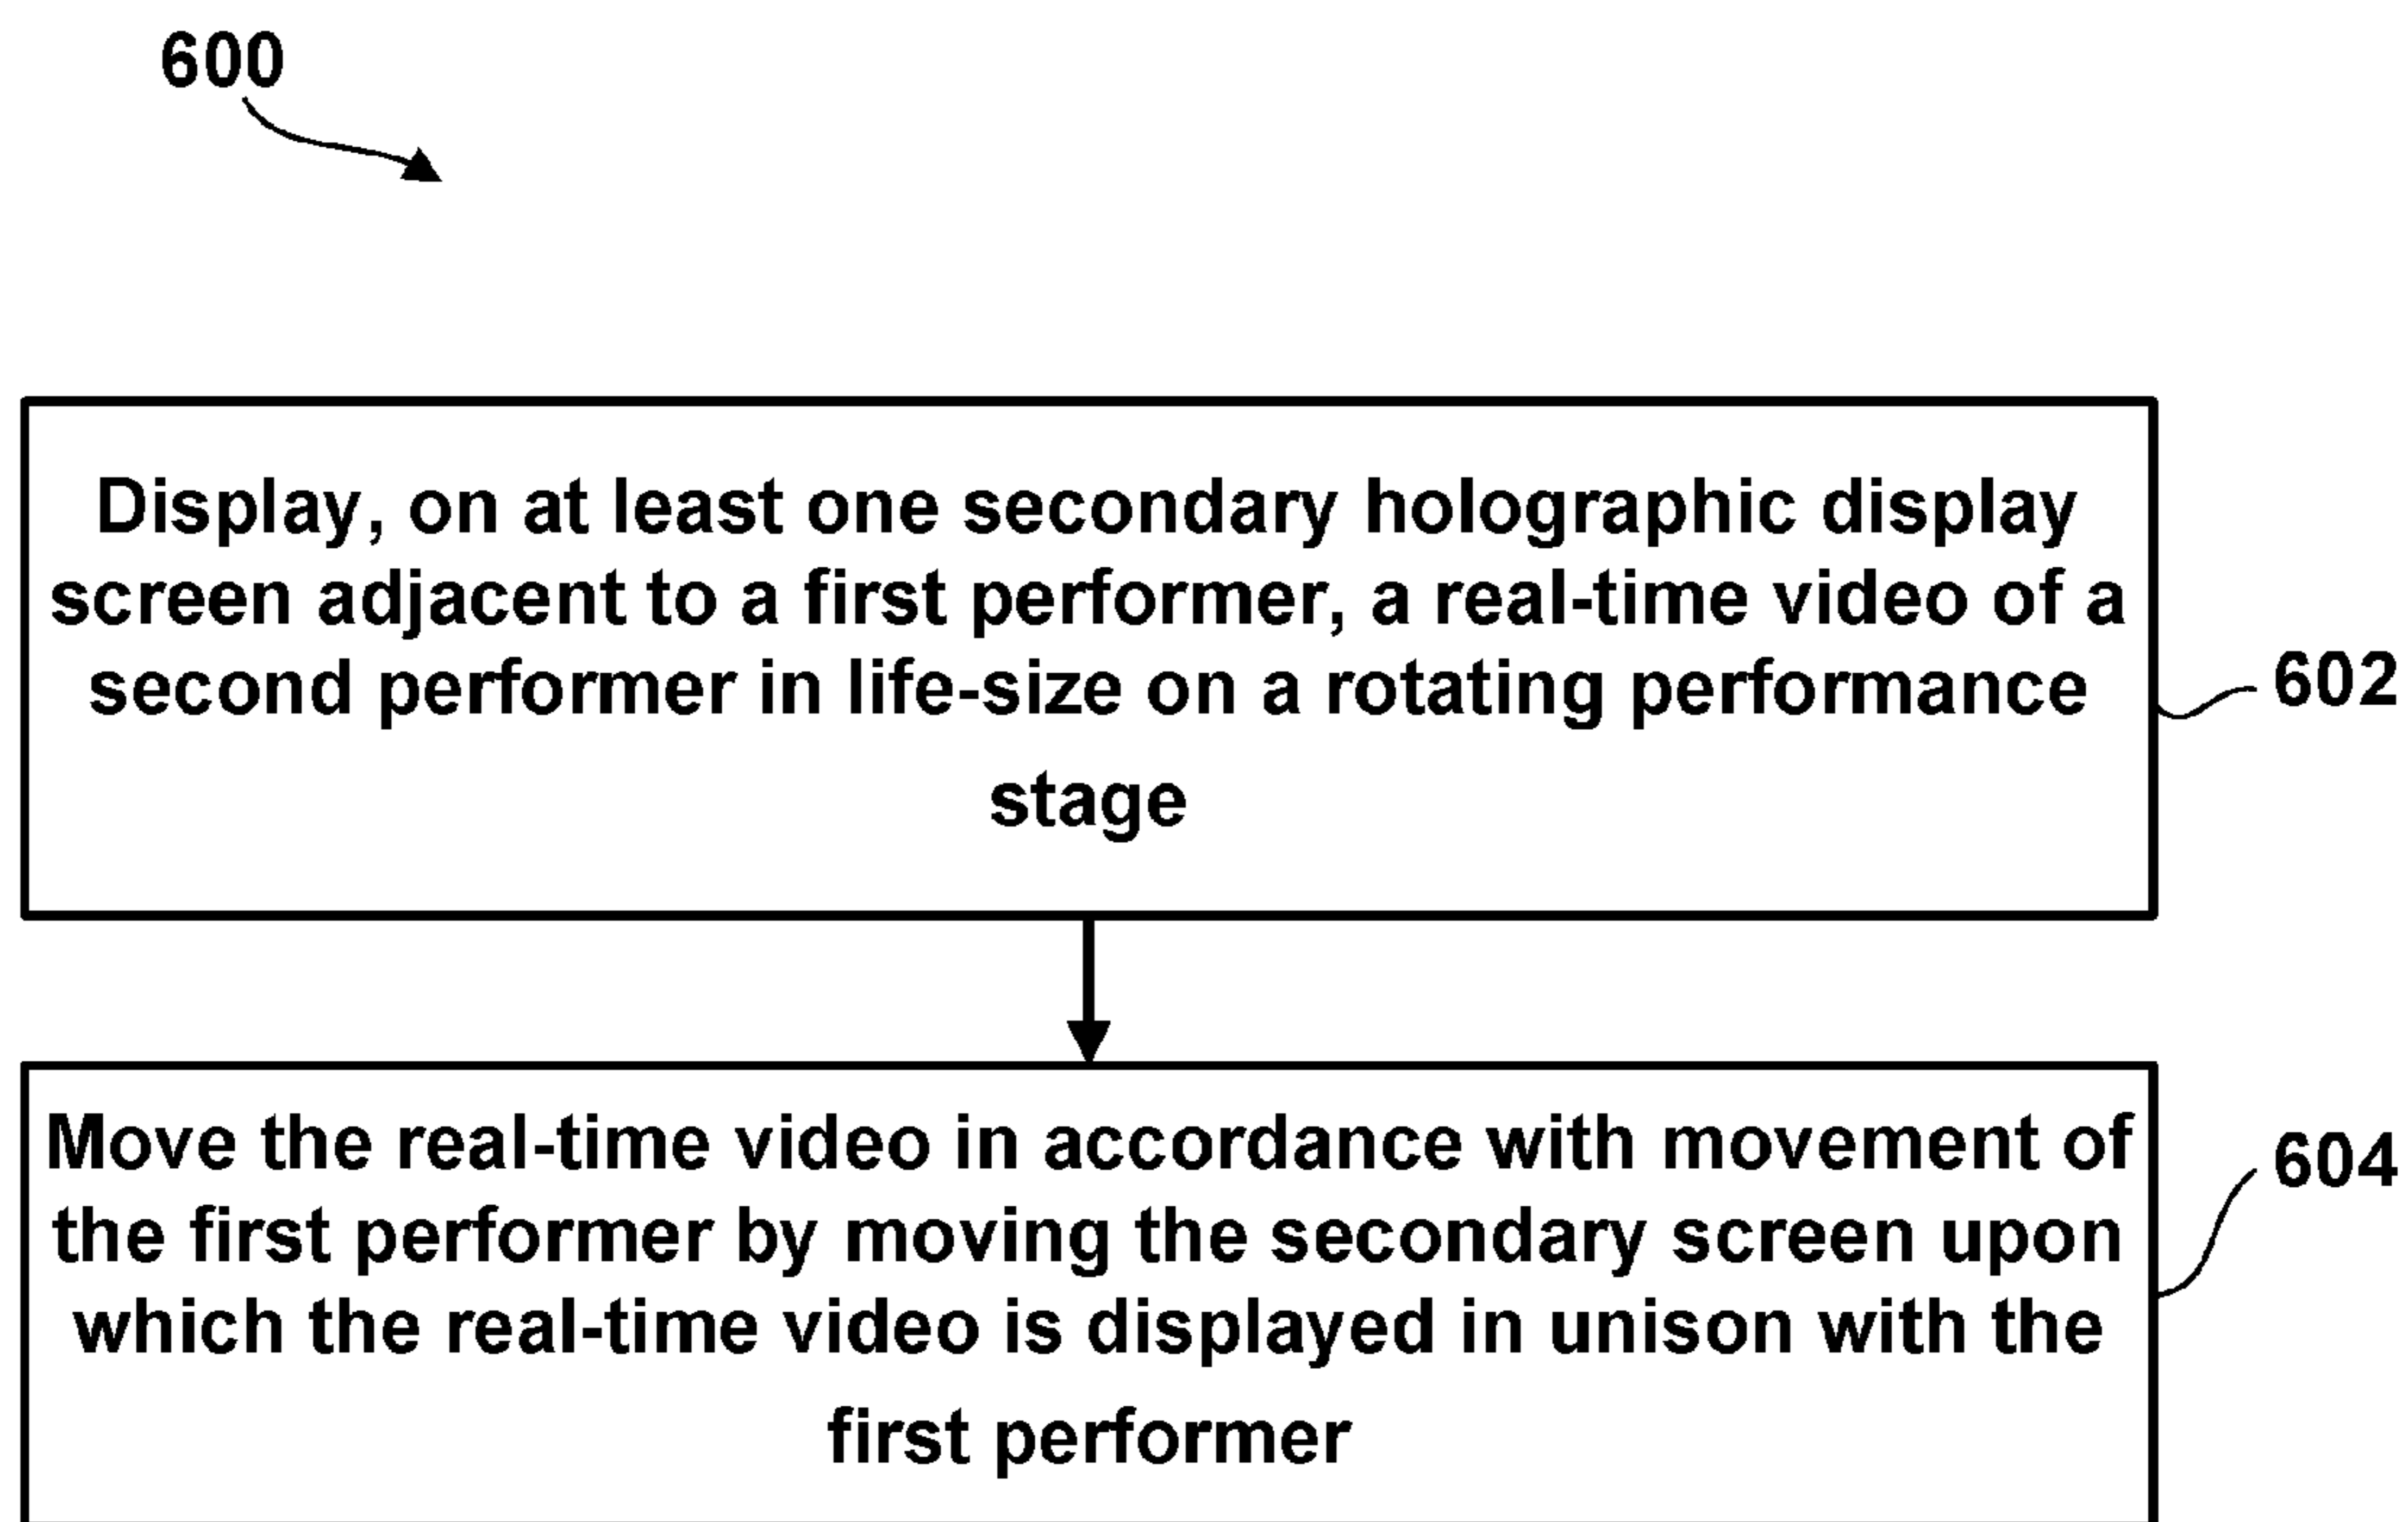 600
Display, on at least one secondary holographic display
screen adjacent to a first performer, a real-time video of a
second performer in life-size on a rotating performance
stage
602
Move the real-time video in accordance with movement of
the first performer by moving the secondary screen upon
which the real-time video is displayed in unison with the
first performer
604